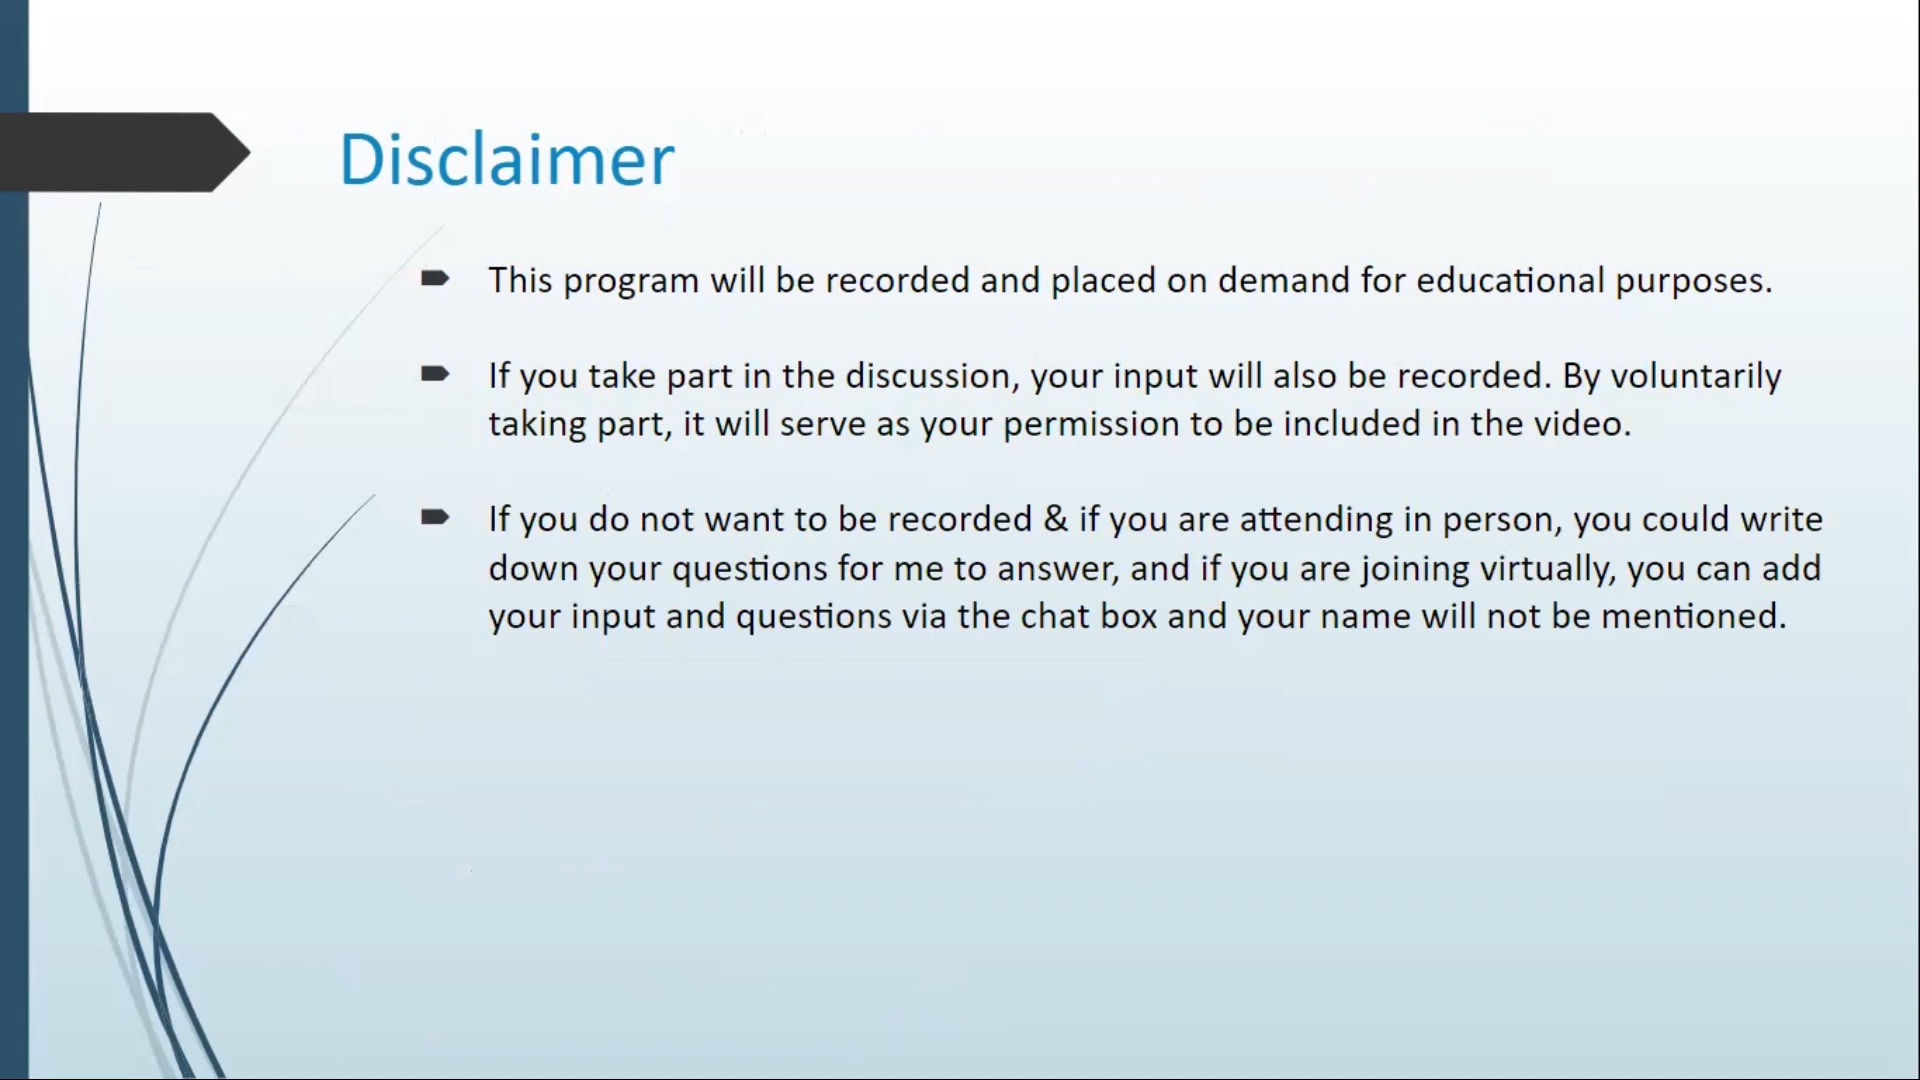 Disclaimer
This program will be recorded and placed on demand for educational purposes.
If you take part in the discussion, your input will also be recorded. By voluntarily
taking part, it will serve as your permission to be included in the video.
If you do not want to be recorded & if you are attending in person, you could write
down your questions for me to answer, and if you are joining virtually, you can add
your input and questions via the chat box and your name will not be mentioned.